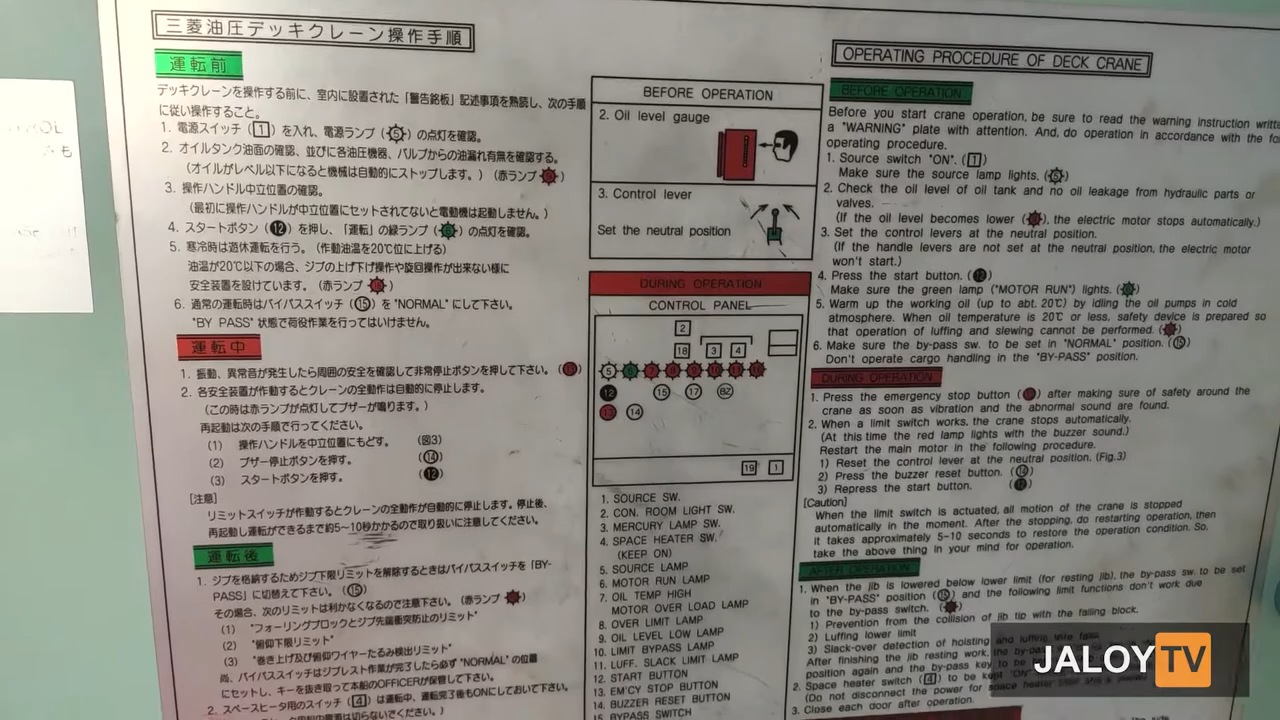 三菱油圧デッキクレーン操作手順
運転前
デッキクレーンを操作する前に、室内に設置された「警告銘板」記述事項を熟読し、次の手順
に従い操作すること。
1. 電源スイッチ (1) を入れ、電源ランプ (5) の点灯を確認。
2. オイルタンク油面の確認、並びに各油圧機器、バルブからの油漏れ有無を確認する。
(オイルがレベル以下になると機械は自動的にストップします。) (赤ランプ 9)
3. 操作ハンドル中立位置の確認。
(最初に操作ハンドルが中立位置にセットされてないと電動機は起動しません。)
4. スタートボタン (12) を押し、「運転」の緑ランプ (6) の点灯を確認。
5. 寒冷時は遊休運転を行う。(作動油温を20℃位に上げる)
油温が20℃以下の場合、ジブの上げ下げ操作や旋回操作が出来ない様に
安全装置を設けています。(赤ランプ)
6. 通常の運転時はバイパススイッチ (15) を "NORMAL" にして下さい。
"BY PASS" 状態で荷役作業を行ってはいけません。
運転中
1. 振動、異常音が発生したら周囲の安全を確認して非常停止ボタンを押して下さい。(13)
2. 各安全装置が作動するとクレーンの全動作は自動的に停止します。
(この時は赤ランプが点灯してブザーが鳴ります。)
再起動は次の手順で行ってください。
(1) 操作ハンドルを中立位置にもどす。 (図3)
(2) ブザー停止ボタンを押す。 (14)
(3) スタートボタンを押す。 (12)
[注意]
リミットスイッチが作動するとクレーンの全動作が自動的に停止します。停止後、
再起動し運転ができるまで約5~10秒かかるので取り扱いに注意してください。
運転後
1. ジブを格納するためジブ下限リミットを解除するときはバイパススイッチを「BY-
PASS」に切替えて下さい。(15)
その場合、次のリミットは利かなくなるので注意下さい。(赤ランプ)
(1) "フォーリングブロックとジブ先端衝突防止のリミット"
(2) "俯仰下限リミット"
(3) "巻き上げ及び俯仰ワイヤーたるみ検出リミット"
尚、バイパススイッチはジブレスト作業が完了したら必ず "NORMAL" の位置
にセットし、キーを抜き取って本船のOFFICERが保管して下さい。
2. スペースヒータ用のスイッチ (4) は運転中、運転完了後もONにしておいて下さい。
は切らないでください。)
BEFORE OPERATION
2. Oil level gauge
3. Control lever
Set the neutral position
DURING OPERATION
CONTROL PANEL
2
18 3 4
5 6 7 8 9 10 11 16
12 15 17 BZ
13 14
19 1
1. SOURCE SW.
2. CON. ROOM LIGHT SW.
3. MERCURY LAMP SW.
4. SPACE HEATER SW.
(KEEP ON)
5. SOURCE LAMP
6. MOTOR RUN LAMP
7. OIL TEMP HIGH
MOTOR OVER LOAD LAMP
8. OVER LIMIT LAMP
9. OIL LEVEL LOW LAMP
10. LIMIT BYPASS LAMP
11. LUFF. SLACK LIMIT LAMP
12. START BUTTON
13. EM'CY STOP BUTTON
14. BUZZER RESET BUTTON
15. BYPASS SWITCH
OPERATING PROCEDURE OF DECK CRANE
BEFORE OPERATION
Before you start crane operation, be sure to read the warning instruction
a "WARNING" plate with attention. And, do operation in accordance with the
operating procedure.
1. Source switch "ON". (1)
Make sure the source lamp lights. (5)
2. Check the oil level of oil tank and no oil leakage from hydraulic parts or
valves.
(If the oil level becomes lower (9), the electric motor stops automatically.)
3. Set the control levers at the neutral position.
(If the handle levers are not set at the neutral position, the electric motor
won't start.)
4. Press the start button. (12)
Make sure the green lamp ("MOTOR RUN") lights. (6)
5. Warm up the working oil (up to abt. 20℃) by idling the oil pumps in cold
atmosphere. When oil temperature is 20℃ or less, safety device is prepared so
that operation of luffing and slewing cannot be performed.
6. Make sure the by-pass sw. to be set in "NORMAL" position. (15)
Don't operate cargo handling in the "BY-PASS" position.
DURING OPERATION
1. Press the emergency stop button (13) after making sure of safety around the
crane as soon as vibration and the abnormal sound are found.
2. When a limit switch works, the crane stops automatically.
(At this time the red lamp lights with the buzzer sound.)
Restart the main motor in the following procedure.
1) Reset the control lever at the neutral position. (Fig.3)
2) Press the buzzer reset button. (14)
3) Repress the start button. (12)
[Caution]
When the limit switch is actuated, all motion of the crane is stopped
automatically in the moment. After the stopping, do restarting operation, then
it takes approximately 5-10 seconds to restore the operation condition. So,
take the above thing in your mind for operation.
AFTER OPERATION
1. When the jib is lowered below lower limit (for resting jib), the by-pass sw. to be set
in "BY-PASS" position (15) and the following limit functions don't work due
to the by-pass switch.
1) Prevention from the collision of jib tip with the falling block.
2) Luffing lower limit
3) Slack-over detection of hoisting and luffing wire
After finishing the jib resting work, the by-pass
position again and the by-pass key to be
2. Space heater switch (4) to be kept "ON"
(Do not disconnect the power for space heater
3. Close each door after operation.
JALOY TV